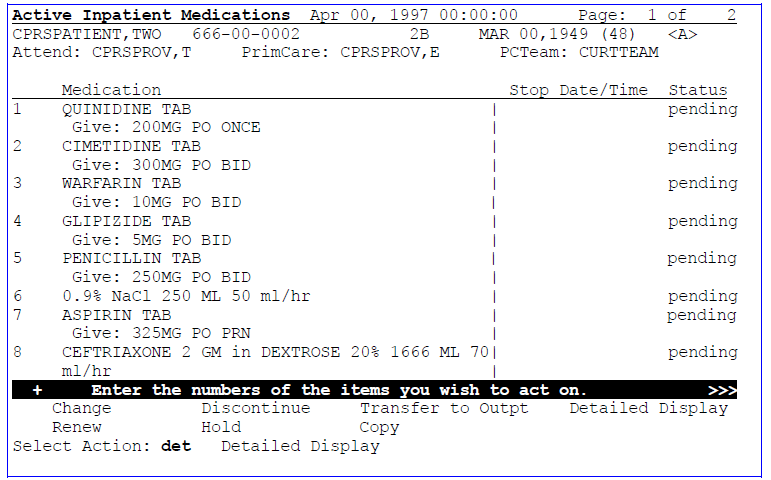 Active Inpatient Medications  Apr 00, 1997 00:00:00      Page:  1 of    2
CPRSPATIENT,TWO   666-00-0002           2B     MAR 00,1949 (48)   <A>
Attend: CPRSPROV,T     PrimCare: CPRSPROV,E      PCTeam: CURTTEAM
Medication                                   Stop Date/Time  Status
1    QUINIDINE TAB                              |                 pending
Give: 200MG PO ONCE                       |
2    CIMETIDINE TAB                             |                 pending
Give: 300MG PO BID                        |
3    WARFARIN TAB                               |                 pending
Give: 10MG PO BID                         |
4    GLIPIZIDE TAB                              |                 pending
Give: 5MG PO BID                          |
5    PENICILLIN TAB                             |                 pending
Give: 250MG PO BID                        |
6    0.9% NaCl 250 ML 50 ml/hr                  |                 pending
7    ASPIRIN TAB                                |                 pending
Give: 325MG PO PRN                        |
8    CEFTRIAXONE 2 GM in DEXTROSE 20% 1666 ML 70|                 pending
ml/hr                                      |
+     Enter the numbers of the items you wish to act on.            >>>
Change         Discontinue     Transfer to Outpt    Detailed Display
Renew          Hold            Copy
Select Action: det   Detailed Display